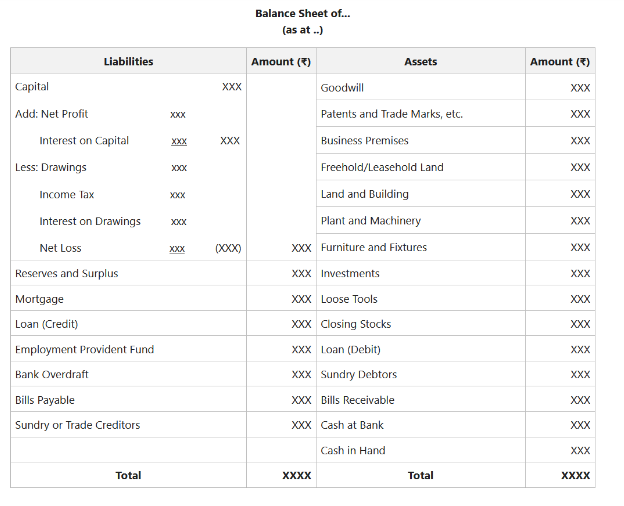 Balance Sheet of...
(as at ..)
Liabilities Amount (₹) Assets Amount (₹)
Capital XXX Goodwill XXX
Add: Net Profit xxx Patents and Trade Marks, etc. XXX
Interest on Capital xxx XXX Business Premises XXX
Less: Drawings xxx Freehold/Leasehold Land XXX
Income Tax xxx Land and Building XXX
Interest on Drawings xxx Plant and Machinery XXX
Net Loss xxx (XXX) XXX Furniture and Fixtures XXX
Reserves and Surplus XXX Investments XXX
Mortgage XXX Loose Tools XXX
Loan (Credit) XXX Closing Stocks XXX
Employment Provident Fund XXX Loan (Debit) XXX
Bank Overdraft XXX Sundry Debtors XXX
Bills Payable XXX Bills Receivable XXX
Sundry or Trade Creditors XXX Cash at Bank XXX
Cash in Hand XXX
Total XXXX Total XXXX